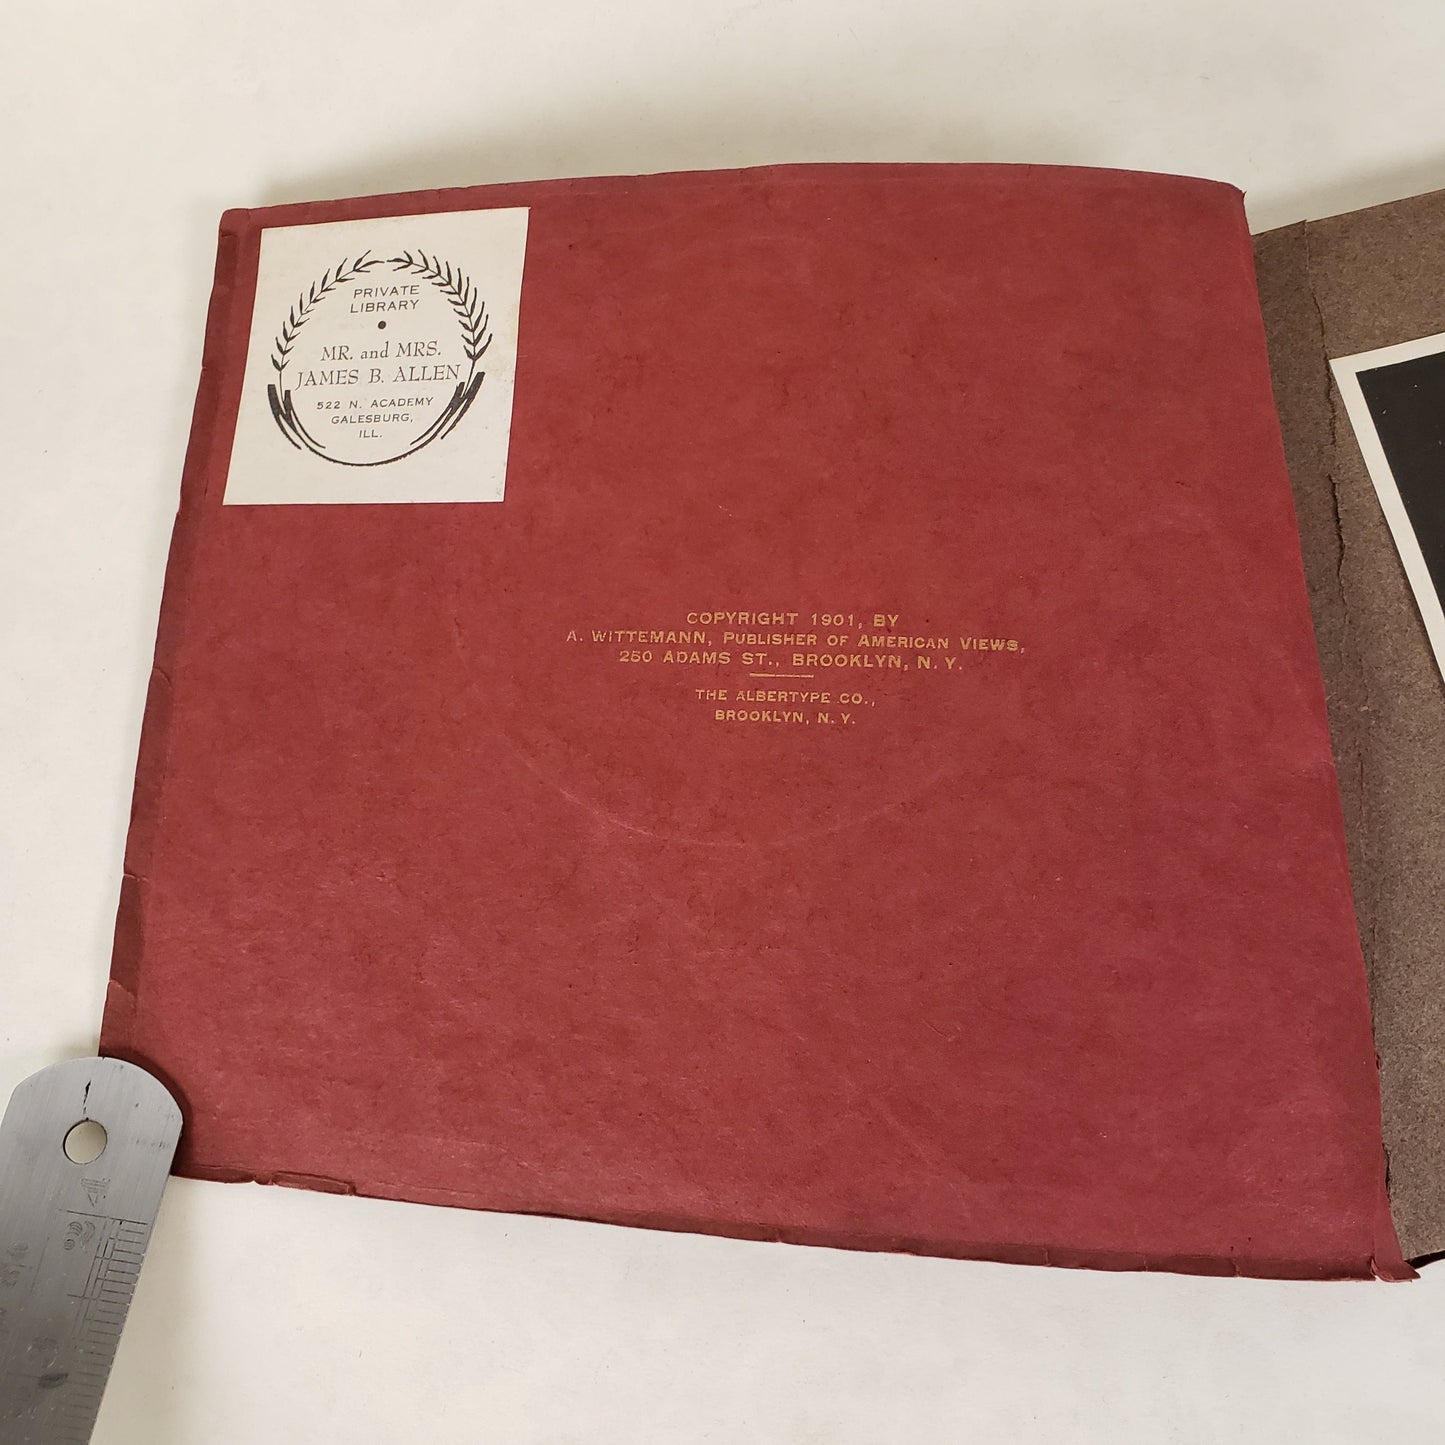 PRIVATE
LIBRARY
MR. and MRS.
JAMES B. ALLEN
522 N. ACADEMY
GALESBURG,
ILL.
COPYRIGHT 1901, BY
A. WITTEMANN, PUBLISHER OF AMERICAN VIEWS,
250 ADAMS ST., BROOKLYN, N. Y.
THE ALBERTYPE CO.,
BROOKLYN, N. Y.